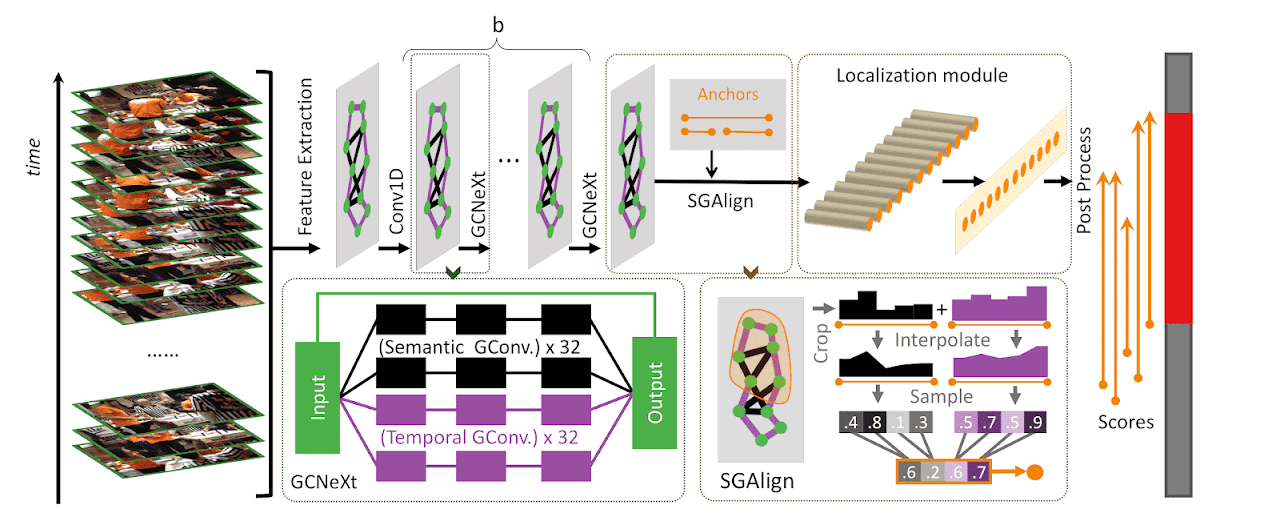 b
time
Feature Extraction
Conv1D
GCNeXt
...
GCNeXt
Anchors
SGAlign
Localization module
Post Process
......
Input
(Semantic GConv.) x 32
(Temporal GConv.) x 32
Output
GCNeXt
Crop
+
Interpolate
Sample
.4 .8 .1 .3
.5 .7 .5 .9
.6 .2 .6 .7
SGAlign
Scores